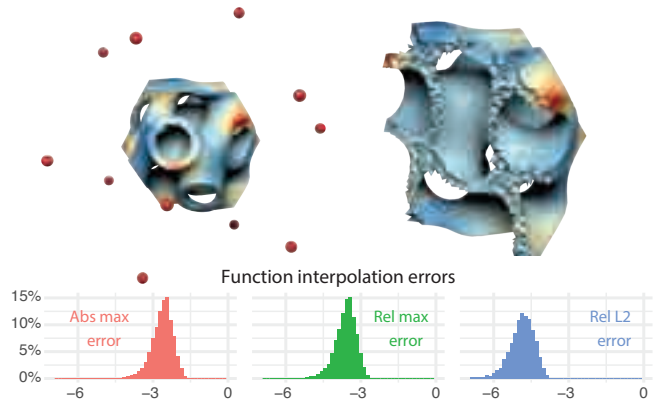 Function interpolation errors
15%
10%
5%
0%
Abs max
error
Rel max
error
Rel L2
error
−6 −3 0
−6 −3 0
−6 −3 0